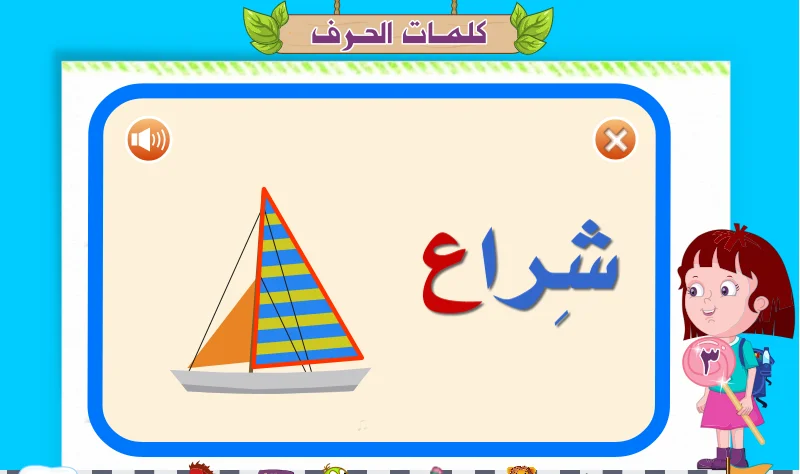 كلمات الحرف
شِراع
٣